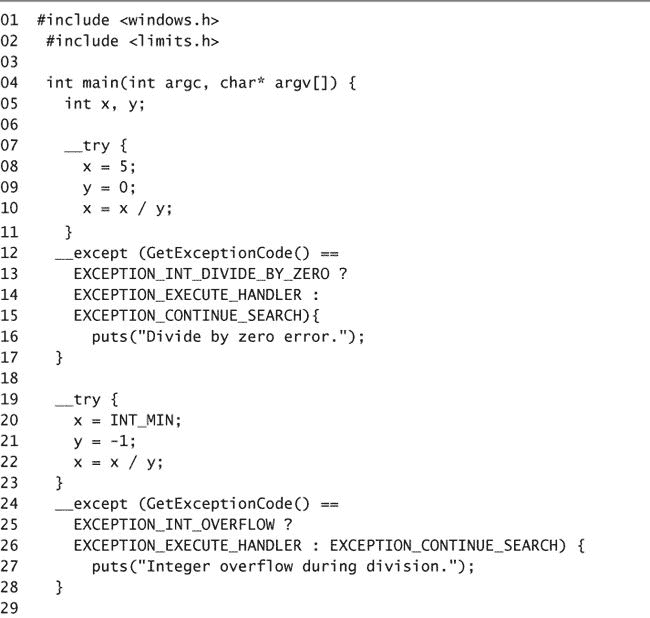 01 #include <windows.h>
02 #include <limits.h>
03
04 int main(int argc, char* argv[]) {
05 int x, y;
06
07 __try {
08 x = 5;
09 y = 0;
10 x = x / y;
11 }
12 __except (GetExceptionCode() ==
13 EXCEPTION_INT_DIVIDE_BY_ZERO ?
14 EXCEPTION_EXECUTE_HANDLER :
15 EXCEPTION_CONTINUE_SEARCH){
16 puts("Divide by zero error.");
17 }
18
19 __try {
20 x = INT_MIN;
21 y = -1;
22 x = x / y;
23 }
24 __except (GetExceptionCode() ==
25 EXCEPTION_INT_OVERFLOW ?
26 EXCEPTION_EXECUTE_HANDLER : EXCEPTION_CONTINUE_SEARCH) {
27 puts("Integer overflow during division.");
28 }
29